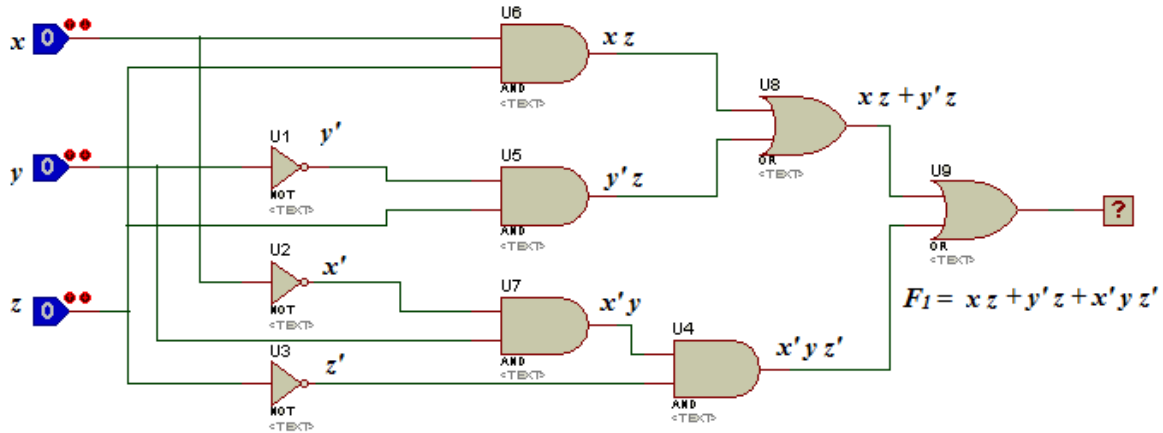 x 0
U6
x z
AND
<TEXT>
U8
x z + y' z
OR
<TEXT>
y 0
U1
y'
NOT
<TEXT>
U5
y' z
AND
<TEXT>
U9
?
OR
<TEXT>
F1 = x z + y' z + x' y z'
z 0
U2
x'
NOT
<TEXT>
U7
x' y
AND
<TEXT>
U3
z'
NOT
<TEXT>
U4
x' y z'
AND
<TEXT>